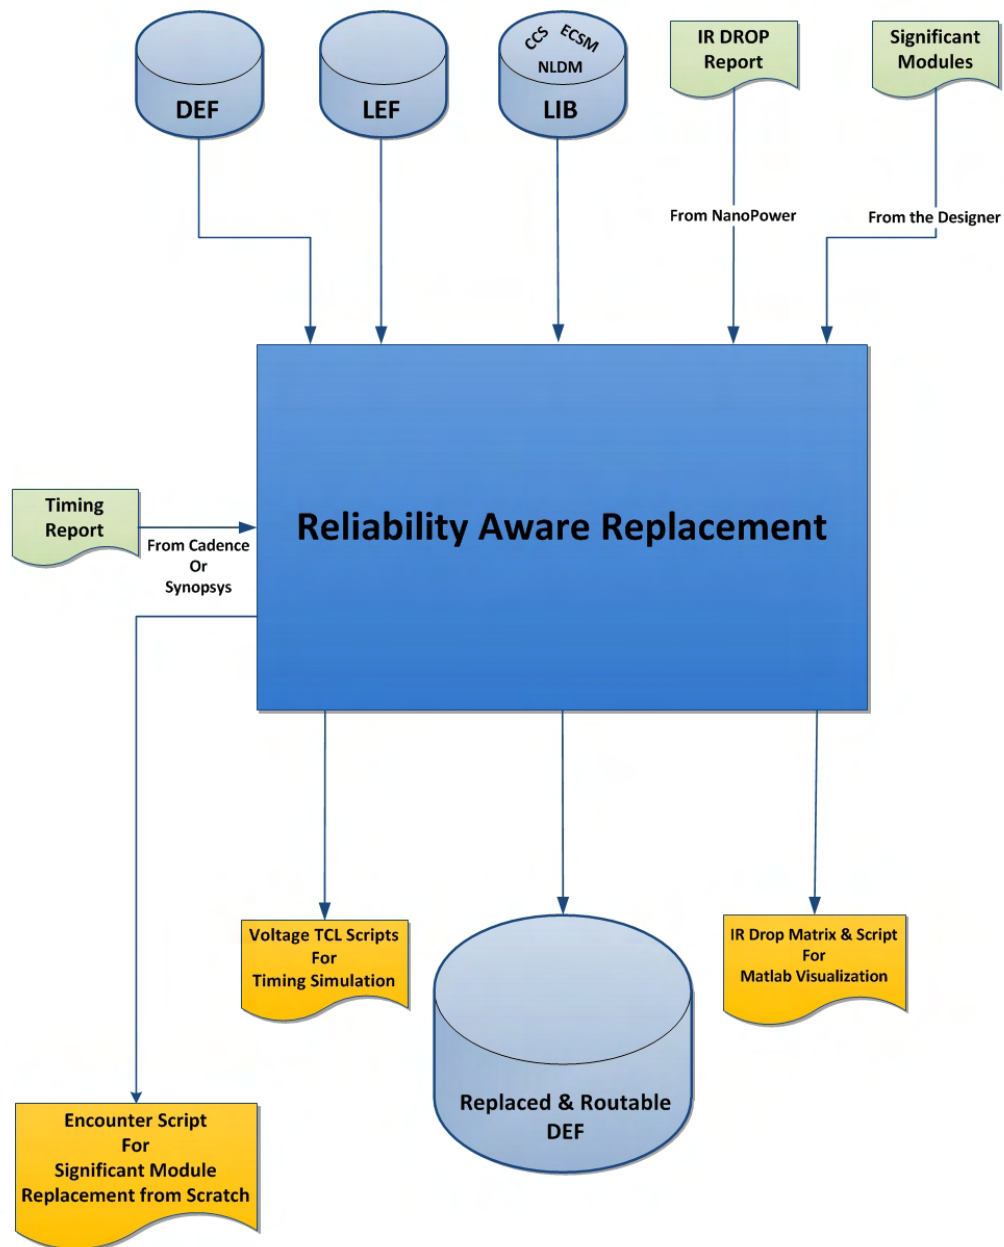 CCS
ECSM
NLDM
DEF
LEF
LIB
IR DROP
Report
Significant
Modules
From NanoPower
From the Designer
Timing
Report
From Cadence
Or
Synopsys
Reliability Aware Replacement
Voltage TCL Scripts
For
Timing Simulation
IR Drop Matrix & Script
For
Matlab Visualization
Replaced & Routable
DEF
Encounter Script
For
Significant Module
Replacement from Scratch